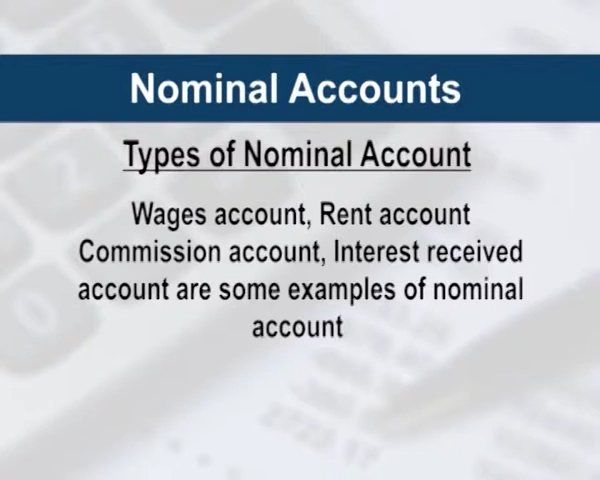 Nominal Accounts
Types of Nominal Account
Wages account, Rent account
Commission account, Interest received
account are some examples of nominal
account